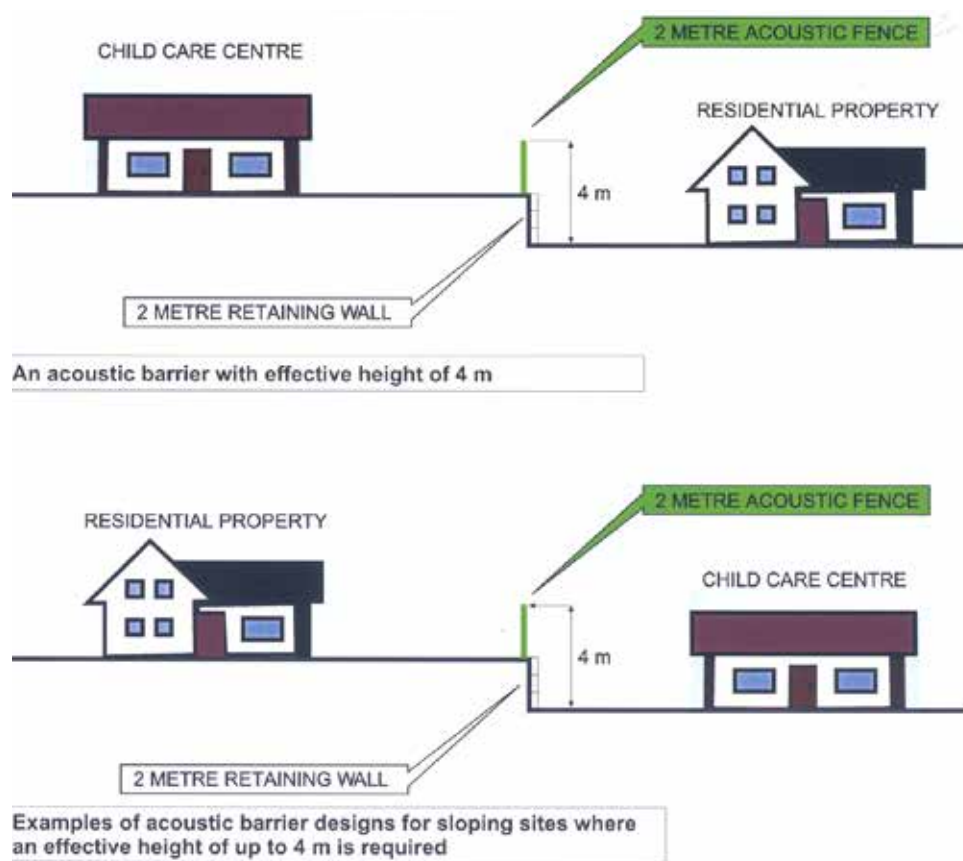 2 METRE ACOUSTIC FENCE
CHILD CARE CENTRE
RESIDENTIAL PROPERTY
4 m
2 METRE RETAINING WALL
An acoustic barrier with effective height of 4 m
2 METRE ACOUSTIC FENCE
RESIDENTIAL PROPERTY
CHILD CARE CENTRE
4 m
2 METRE RETAINING WALL
Examples of acoustic barrier designs for sloping sites where
an effective height of up to 4 m is required